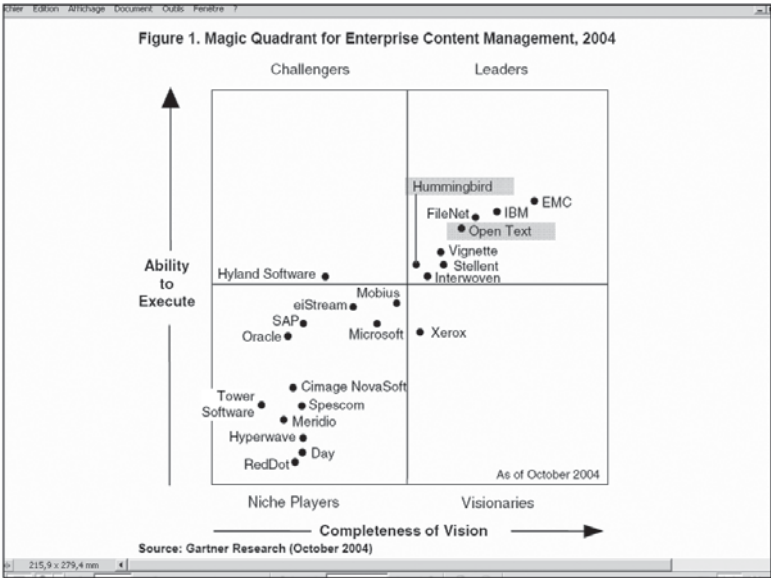 chier Edition Affichage Document Outils Fenêtre ?
Figure 1. Magic Quadrant for Enterprise Content Management, 2004
Challengers
Leaders
Hummingbird
EMC
FileNet
IBM
Open Text
Vignette
Stellent
Interwoven
Ability
to
Execute
Hyland Software
Mobius
eiStream
SAP
Oracle
Microsoft
Xerox
Cimage NovaSoft
Tower
Software
Spescom
Meridio
Hyperwave
Day
RedDot
As of October 2004
Niche Players
Visionaries
Completeness of Vision
Source: Gartner Research (October 2004)
215,9 x 279,4 mm